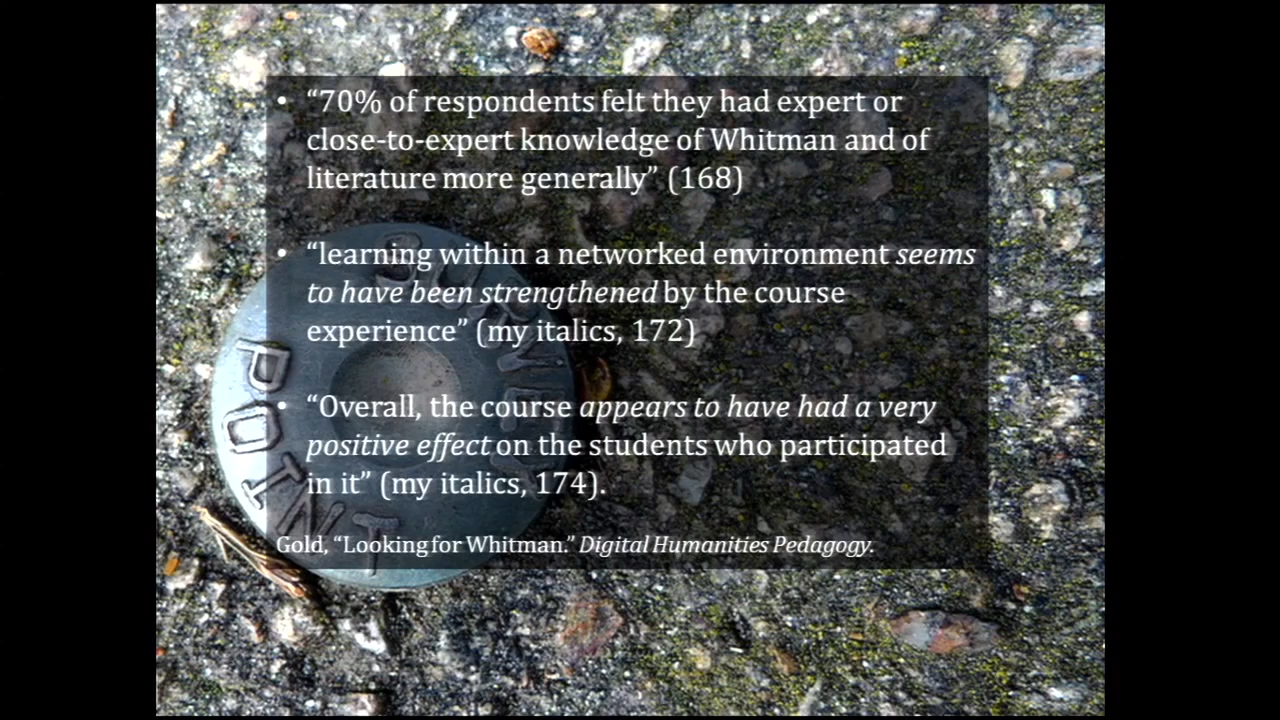 • “70% of respondents felt they had expert or
close-to-expert knowledge of Whitman and of
literature more generally” (168)
• “learning within a networked environment seems
to have been strengthened by the course
experience” (my italics, 172)
• “Overall, the course appears to have had a very
positive effect on the students who participated
in it” (my italics, 174).
Gold, “Looking for Whitman.” Digital Humanities Pedagogy.
SURVEY
POINT